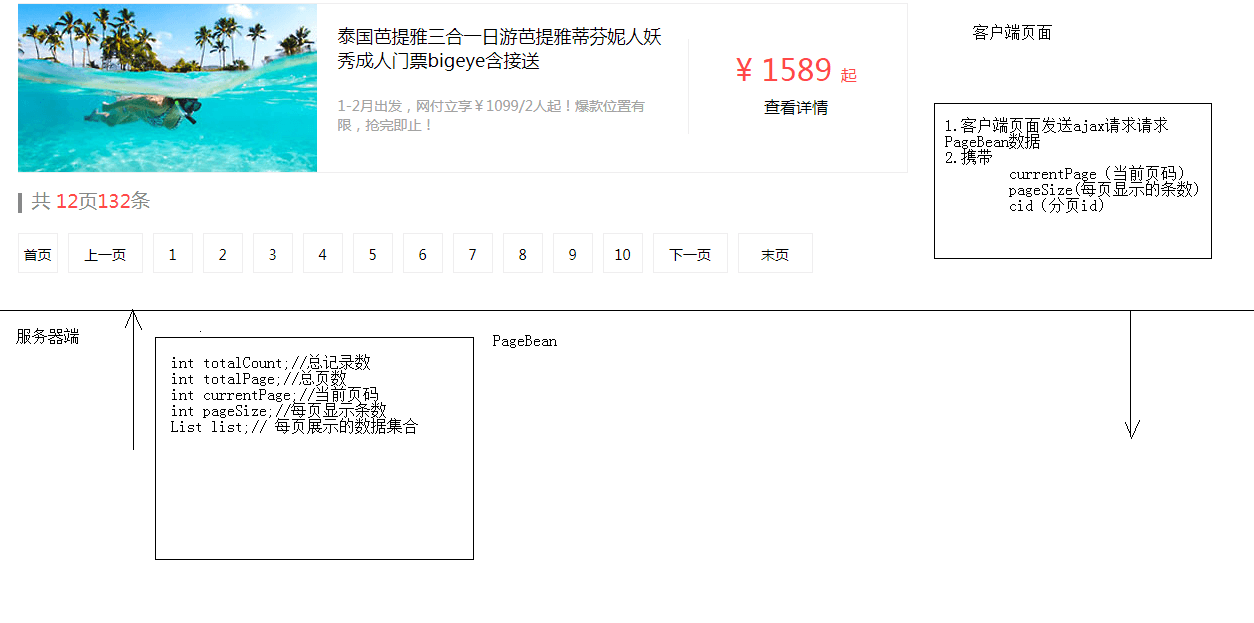 泰国芭提雅三合一日游芭提雅蒂芬妮人妖
秀成人门票bigeye含接送
1-2月出发，网付立享￥1099/2人起！爆款位置有
限，抢完即止！
￥1589 起
查看详情
共 12页132条
首页 上一页 1 2 3 4 5 6 7 8 9 10 下一页 末页
客户端页面
1.客户端页面发送ajax请求请求
PageBean数据
2.携带
currentPage（当前页码）
pageSize(每页显示的条数)
cid（分页id）
服务器端
PageBean
int totalCount;//总记录数
int totalPage;//总页数
int currentPage;//当前页码
int pageSize;//每页显示条数
List list;// 每页展示的数据集合